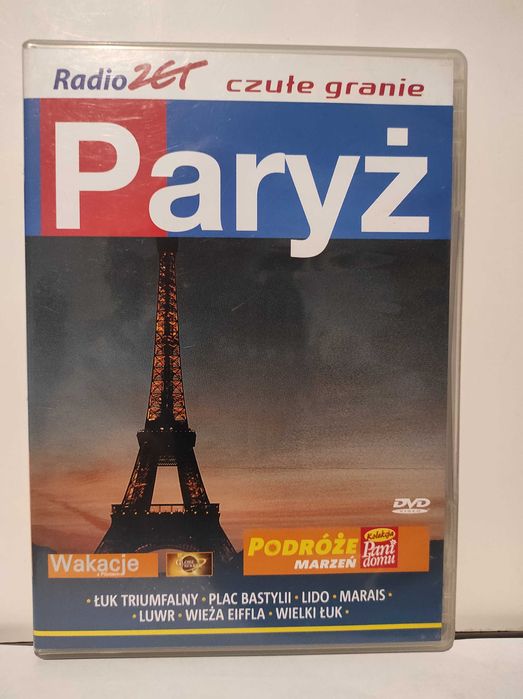 Radio ZET czułe granie
Paryż
DVD
VIDEO
Wakacje
PODRÓŻE
MARZEŃ
Kolekcja
Pani
domu
• ŁUK TRIUMFALNY • PLAC BASTYLII • LIDO • MARAIS •
• LUWR • WIEŻA EIFFLA • WIELKI ŁUK •